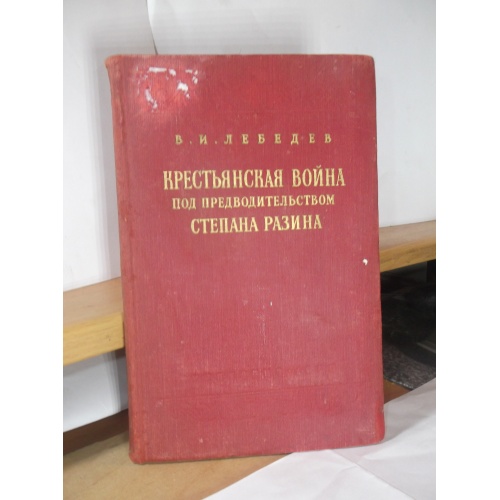 В. И. ЛЕБЕДЕВ
КРЕСТЬЯНСКАЯ ВОЙНА
ПОД ПРЕДВОДИТЕЛЬСТВОМ
СТЕПАНА РАЗИНА